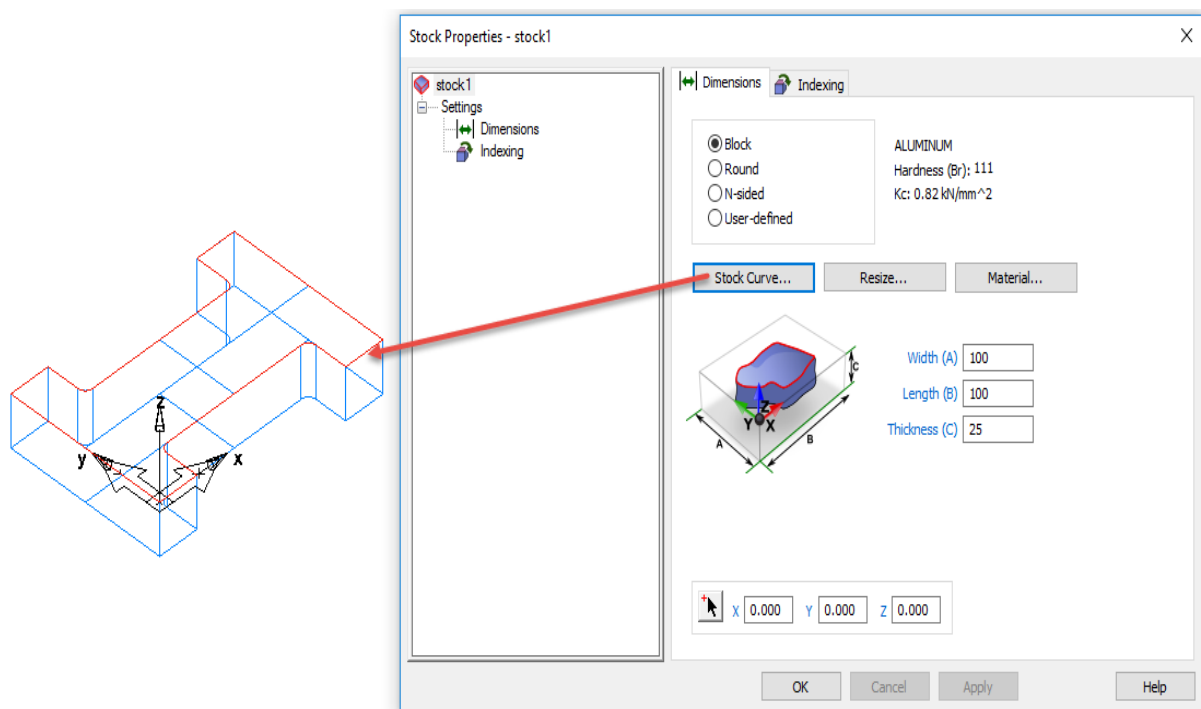 Stock Properties - stock1
X
stock1
Settings
Dimensions
Indexing
Dimensions
Indexing
Block
Round
N-sided
User-defined
ALUMINUM
Hardness (Br): 111
Kc: 0.82 kN/mm^2
Stock Curve... Resize... Material...
Width (A) 100
Length (B) 100
Thickness (C) 25
C
Z
Y X
A B
z
y x
X 0.000 Y 0.000 Z 0.000
OK Cancel Apply Help